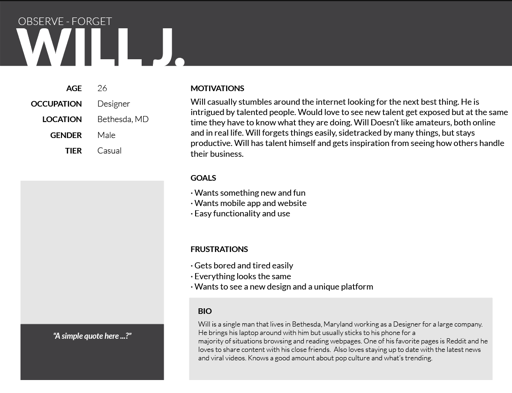 OBSERVE - FORGET
WILL J.
AGE 26
OCCUPATION Designer
LOCATION Bethesda, MD
GENDER Male
TIER Casual
"A simple quote here ...?"
MOTIVATIONS
Will casually stumbles around the internet looking for the next best thing. He is
intrigued by talented people. Would love to see new talent get exposed but at the same
time they have to know what they are doing. Will Doesn't like amateurs, both online
and in real life. Will forgets things easily, sidetracked by many things, but stays
productive. Will has talent himself and gets inspiration from seeing how others handle
their business.
GOALS
· Wants something new and fun
· Wants mobile app and website
· Easy functionality and use
FRUSTRATIONS
· Gets bored and tired easily
· Everything looks the same
· Wants to see a new design and a unique platform
BIO
Will is a single man that lives in Bethesda, Maryland working as a Designer for a large company.
He brings his laptop around with him but usually sticks to his phone for a
majority of situations browsing and reading webpages. One of his favorite pages is Reddit and he
loves to share content with his close friends. Also loves staying up to date with the latest news
and viral videos. Knows a good amount about pop culture and what's trending.